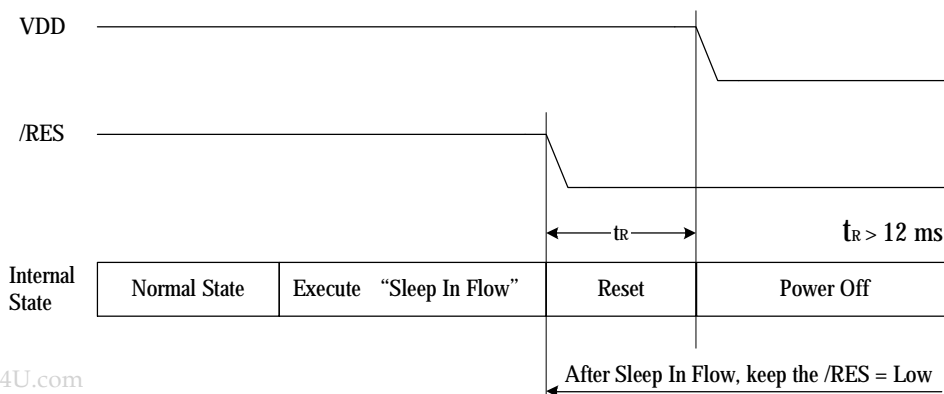 VDD
/RES
tR
tR > 12 ms
Internal
State
Normal State
Execute “Sleep In Flow”
Reset
Power Off
After Sleep In Flow, keep the /RES = Low
4U.com